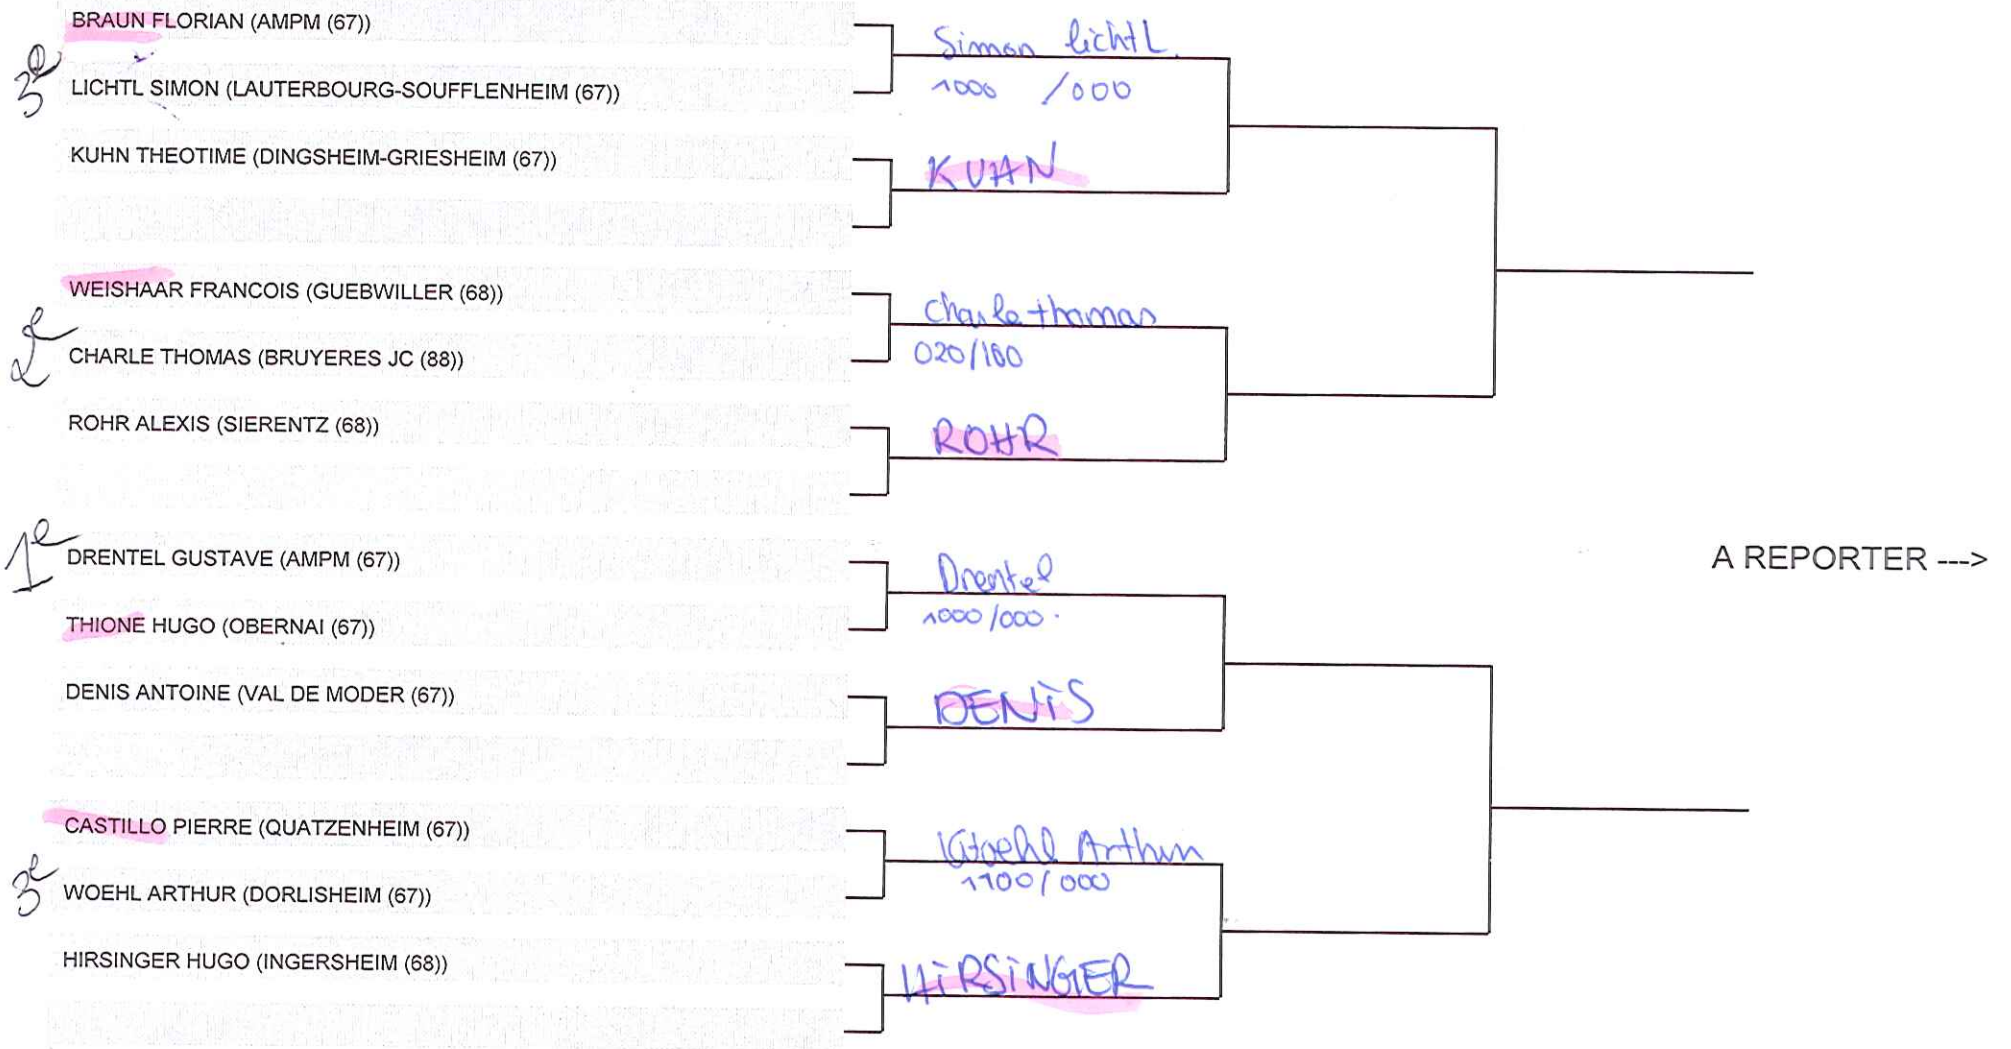 BRAUN FLORIAN (AMPM (67))
Simon lichtL
3e
LICHTL SIMON (LAUTERBOURG-SOUFFLENHEIM (67))
1000 /000
KUHN THEOTIME (DINGSHEIM-GRIESHEIM (67))
KUHN
WEISHAAR FRANCOIS (GUEBWILLER (68))
Charle thomas
2e
CHARLE THOMAS (BRUYERES JC (88))
020/100
ROHR ALEXIS (SIERENTZ (68))
ROHR
1e
DRENTEL GUSTAVE (AMPM (67))
Drentel
A REPORTER --->
THIONE HUGO (OBERNAI (67))
1000/000.
DENIS ANTOINE (VAL DE MODER (67))
DENIS
CASTILLO PIERRE (QUATZENHEIM (67))
Woehl Arthur
3e
WOEHL ARTHUR (DORLISHEIM (67))
1100/000
HIRSINGER HUGO (INGERSHEIM (68))
HIRSINGER